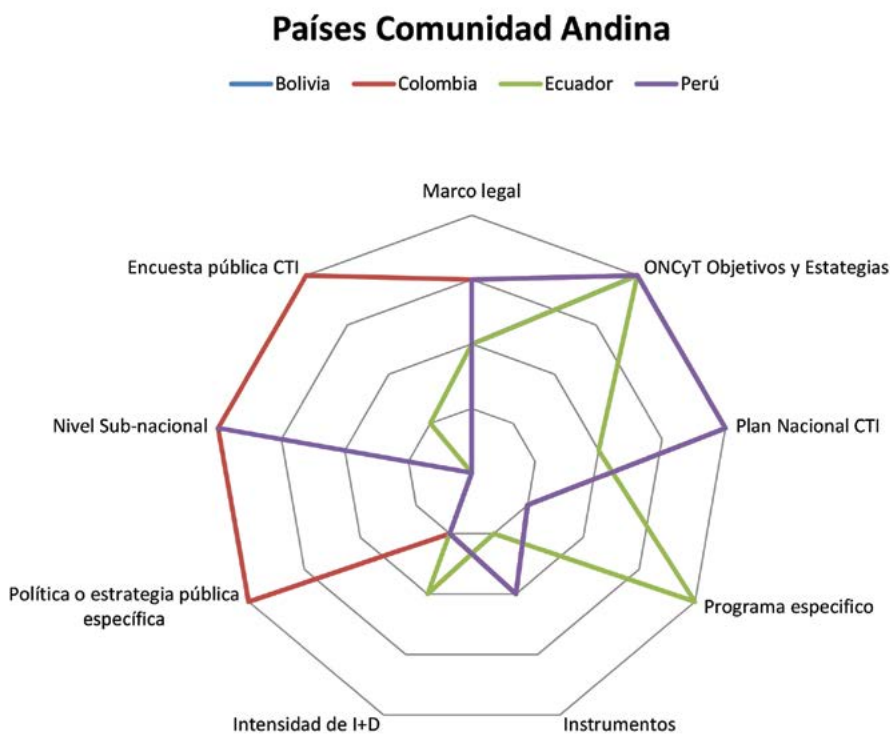 Países Comunidad Andina
Bolivia Colombia Ecuador Perú
Marco legal
Encuesta pública CTI
ONCyT Objetivos y Estategias
Nivel Sub-nacional
Plan Nacional CTI
Política o estrategia pública
específica
Programa especifico
Intensidad de I+D
Instrumentos